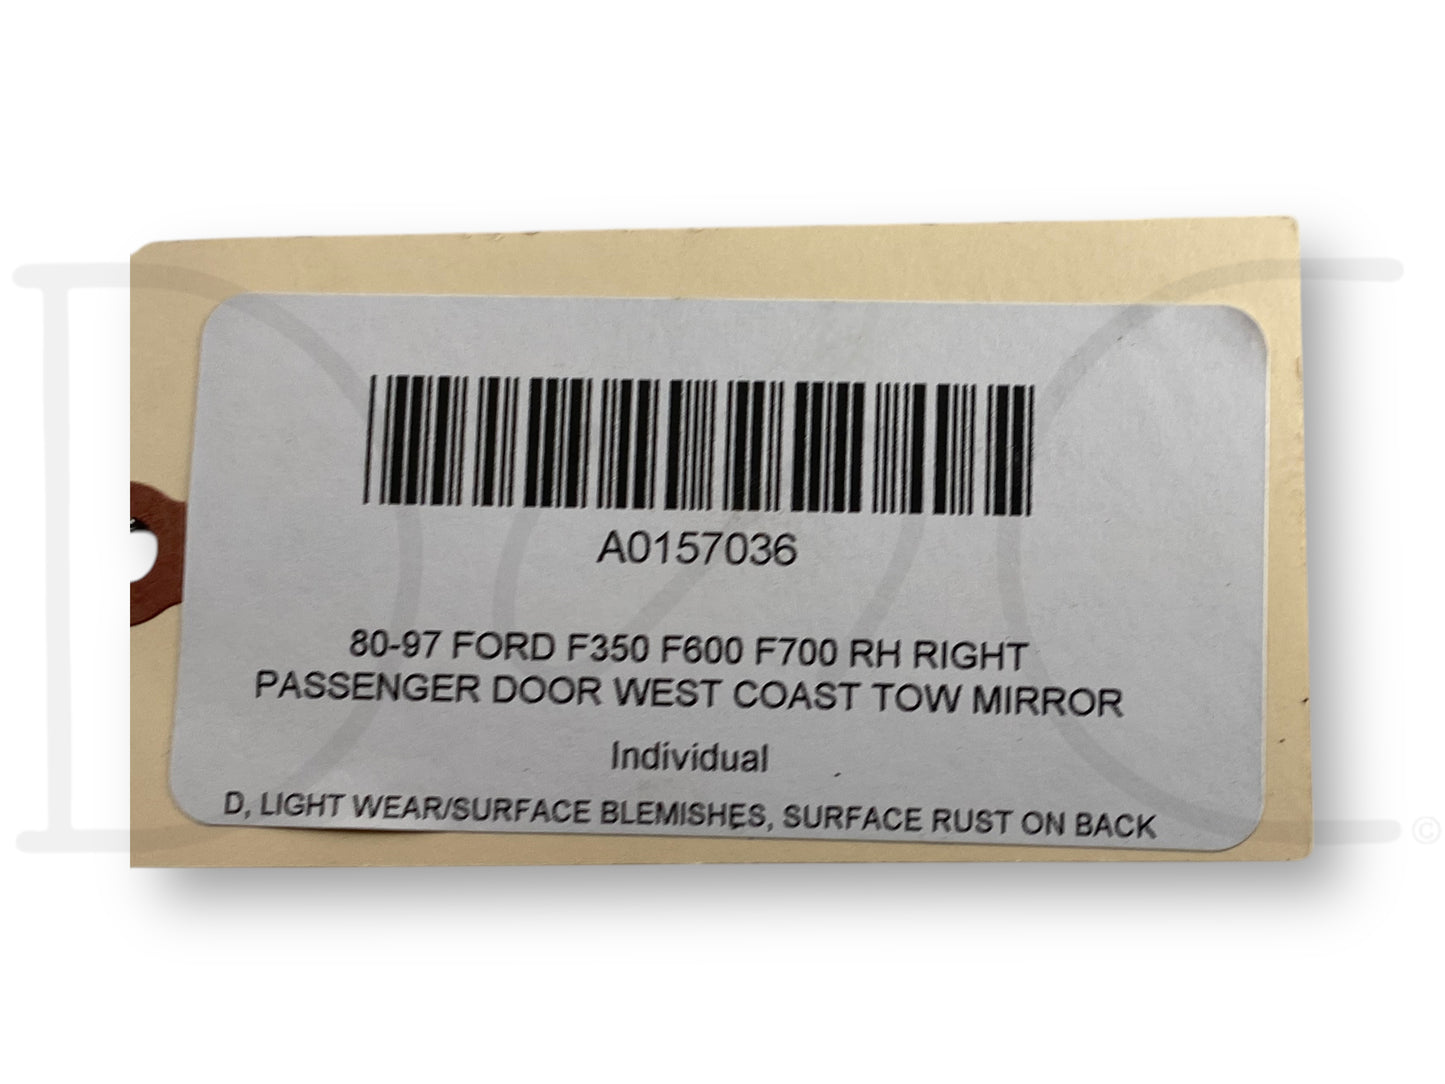 A0157036
80-97 FORD F350 F600 F700 RH RIGHT
PASSENGER DOOR WEST COAST TOW MIRROR
Individual
D, LIGHT WEAR/SURFACE BLEMISHES, SURFACE RUST ON BACK
©